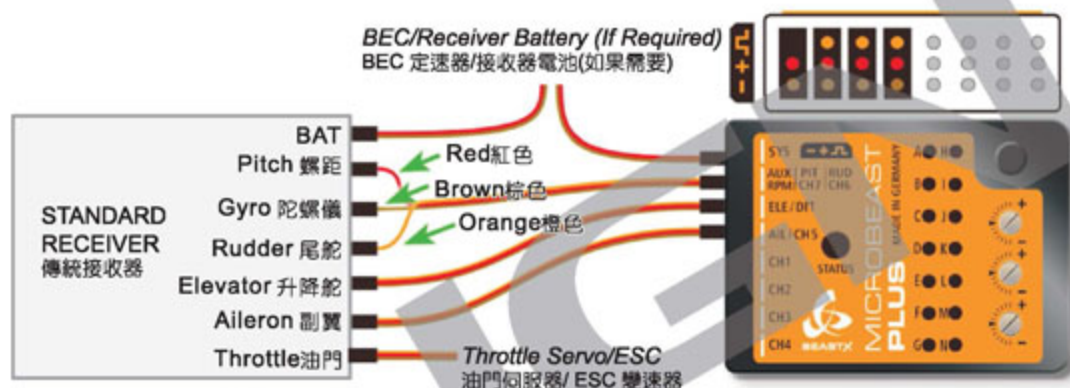 BEC/Receiver Battery (If Required)
BEC 定速器/接收器電池(如果需要)
STANDARD
RECEIVER
傳統接收器
BAT
Pitch 螺距
Gyro 陀螺儀
Rudder 尾舵
Elevator 升降舵
Aileron 副翼
Throttle油門
Red紅色
Brown棕色
Orange橙色
Throttle Servo/ESC
油門伺服器/ ESC 變速器
SYS
AUX/ PIT RUD
RPM/ CH7 CH6
ELE/DI1
AIL/CH5
CH1
CH2
CH3
CH4
STATUS
BEASTX
MICROBEAST
PLUS
MADE IN GERMANY
A H
B I
C J
D K
E L
F M
G N